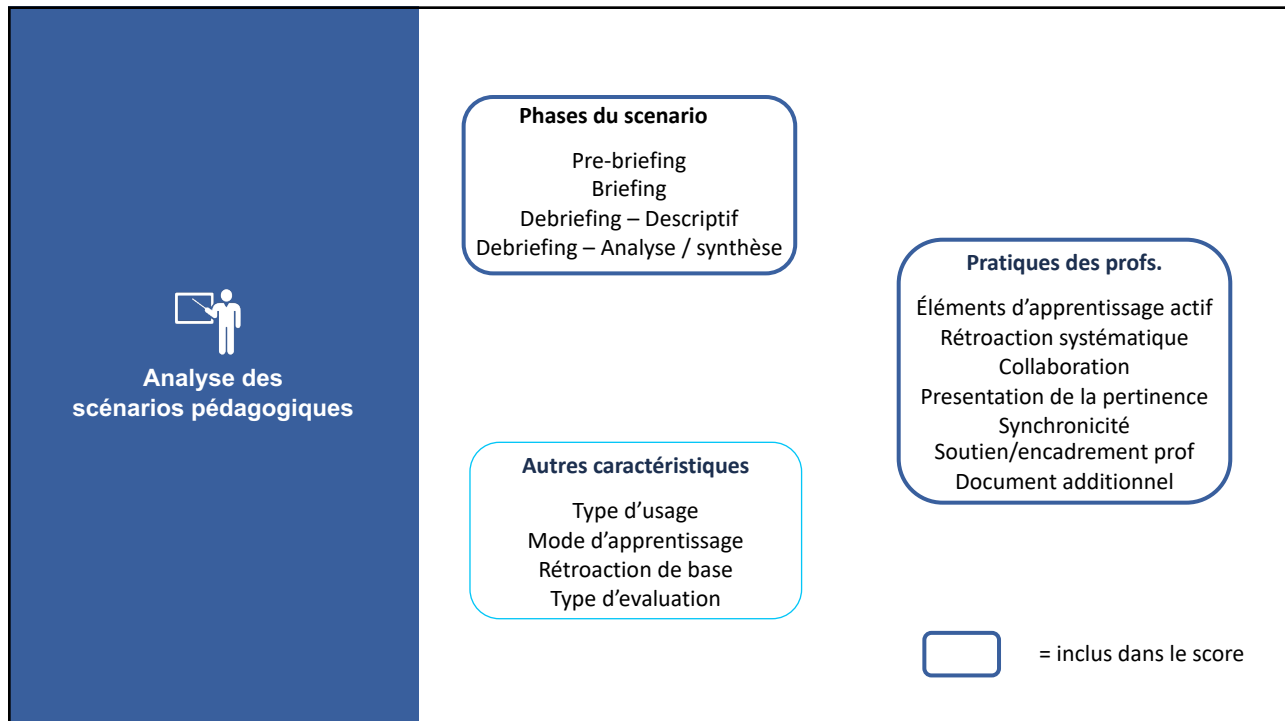 Analyse des
scénarios pédagogiques
Phases du scenario
Pre-briefing
Briefing
Debriefing – Descriptif
Debriefing – Analyse / synthèse
Autres caractéristiques
Type d’usage
Mode d’apprentissage
Rétroaction de base
Type d’evaluation
Pratiques des profs.
Éléments d’apprentissage actif
Rétroaction systématique
Collaboration
Presentation de la pertinence
Synchronicité
Soutien/encadrement prof
Document additionnel
= inclus dans le score